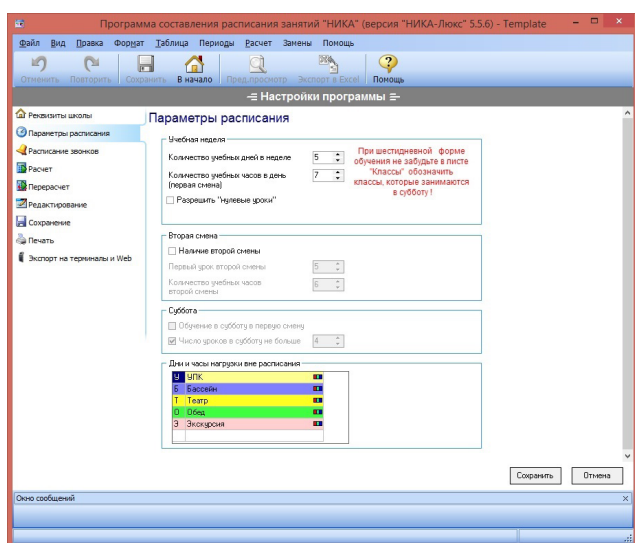 Программа составления расписания занятий "НИКА" (версия "НИКА-Люкс" 5.5.6) - Template
Файл Вид Правка Формат Таблица Периоды Расчет Замены Помощь
Отменить Повторить Сохранить В начало Пред.просмотр Экспорт в Excel Помощь
Настройки программы
Реквизиты школы
Параметры расписания
Расписание звонков
Расчет
Перерасчет
Редактирование
Сохранение
Печать
Экспорт на терминалы и Web
Параметры расписания
Учебная неделя
Количество учебных дней в неделе 5
Количество учебных часов в день
(первая смена) 7
Разрешить "нулевые уроки"
При шестидневной форме
обучения не забудьте в листе
"Классы" обозначить
классы, которые занимаются
в субботу !
Вторая смена
Наличие второй смены
Первый урок второй смены 5
Количество учебных часов
второй смены 6
Суббота
Обучение в субботу в первую смену
Число уроков в субботу не больше 4
Дни и часы нагрузки вне расписания
У УПК
Б Бассейн
Т Театр
О Обед
Э Экскурсия
Сохранить Отмена
Окно сообщений